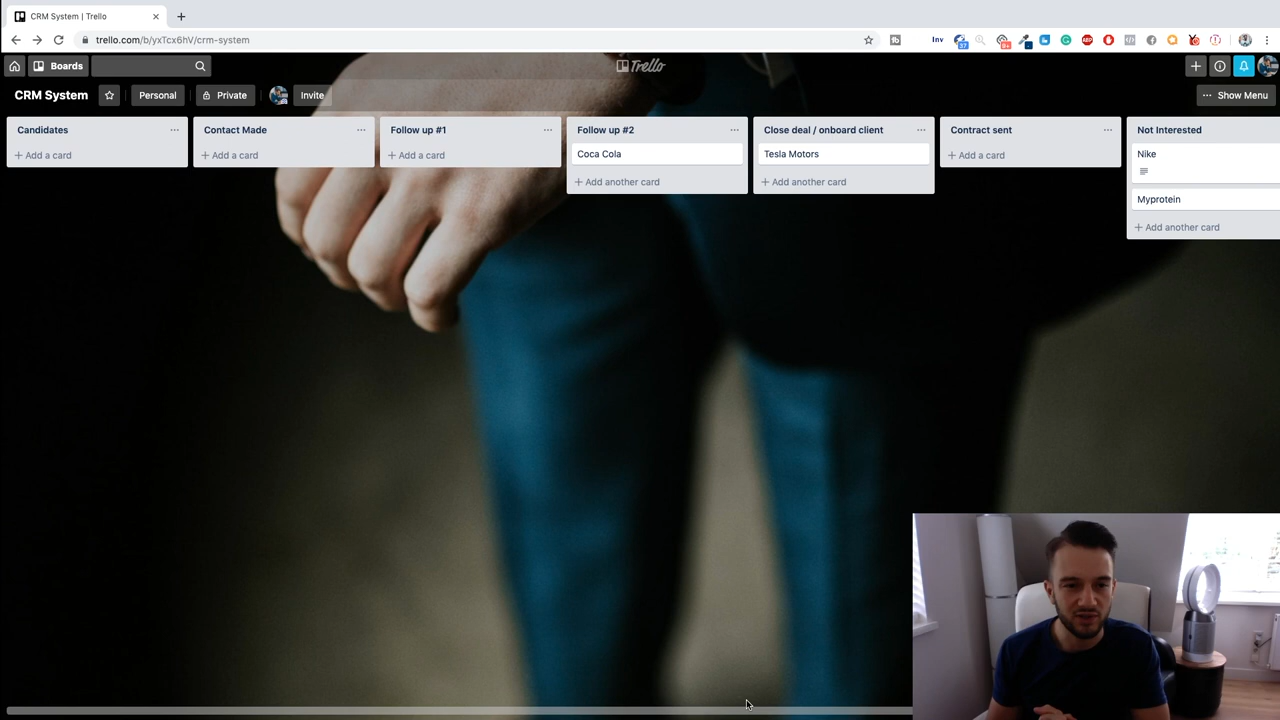 CRM System | Trello
trello.com/b/yxTcx6hV/crm-system
Inv
ABP
Boards
Trello
CRM System
Personal
Private
Invite
Show Menu
Candidates
Add a card
Contact Made
Add a card
Follow up #1
Add a card
Follow up #2
Coca Cola
Add another card
Close deal / onboard client
Tesla Motors
Add another card
Contract sent
Add a card
Not Interested
Nike
Myprotein
Add another card